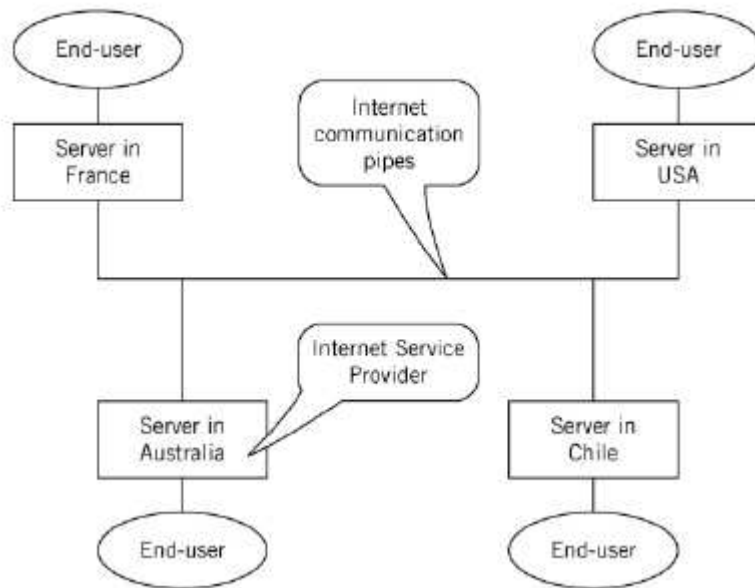 End-user
End-user
Server in
France
Internet
communication
pipes
Server in
USA
Internet Service
Provider
Server in
Australia
Server in
Chile
End-user
End-user